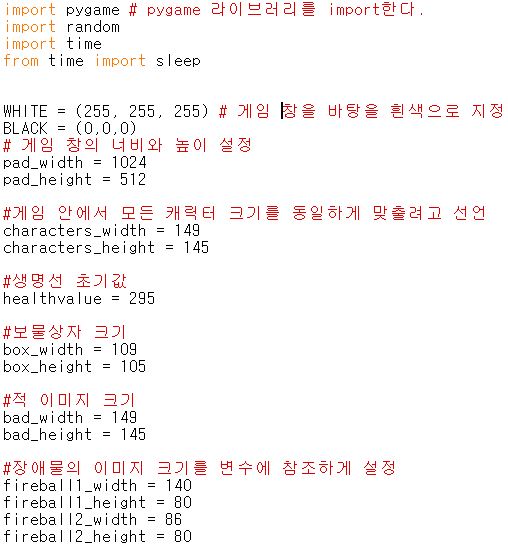 import pygame # pygame 라이브러리를 import한다.
import random
import time
from time import sleep
WHITE = (255, 255, 255) # 게임 창을 바탕을 흰색으로 지정
BLACK = (0,0,0)
# 게임 창의 너비와 높이 설정
pad_width = 1024
pad_height = 512
#게임 안에서 모든 캐릭터 크기를 동일하게 맞출려고 선언
characters_width = 149
characters_height = 145
#생명선 초기값
healthvalue = 295
#보물상자 크기
box_width = 109
box_height = 105
#적 이미지 크기
bad_width = 149
bad_height = 145
#장애물의 이미지 크기를 변수에 참조하게 설정
fireball1_width = 140
fireball1_height = 80
fireball2_width = 86
fireball2_height = 80